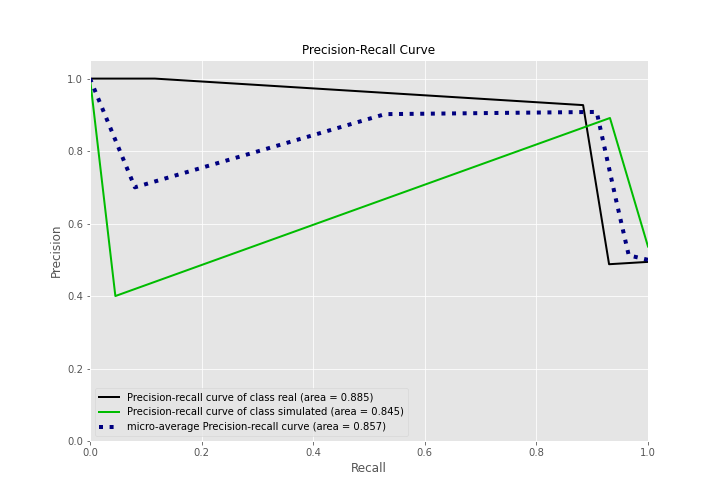 Precision-Recall Curve
Precision
1.0
0.8
0.6
0.4
0.2
0.0
Precision-recall curve of class real (area = 0.885)
Precision-recall curve of class simulated (area = 0.845)
micro-average Precision-recall curve (area = 0.857)
0.0 0.2 0.4 0.6 0.8 1.0
Recall